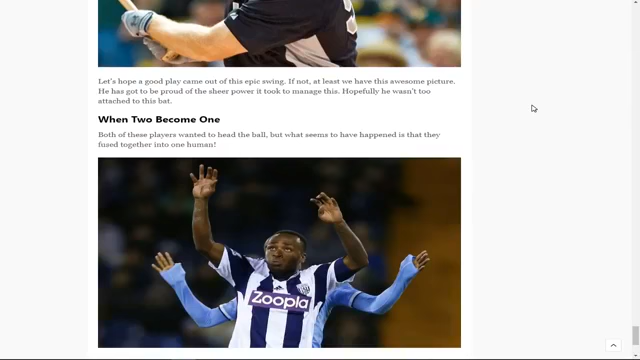 Let's hope a good play came out of this epic swing. If not, at least we have this awesome picture.
He has got to be proud of the sheer power it took to manage this. Hopefully he wasn't too
attached to this bat.
When Two Become One
Both of these players wanted to head the ball, but what seems to have happened is that they
fused together into one human!
Zoopla